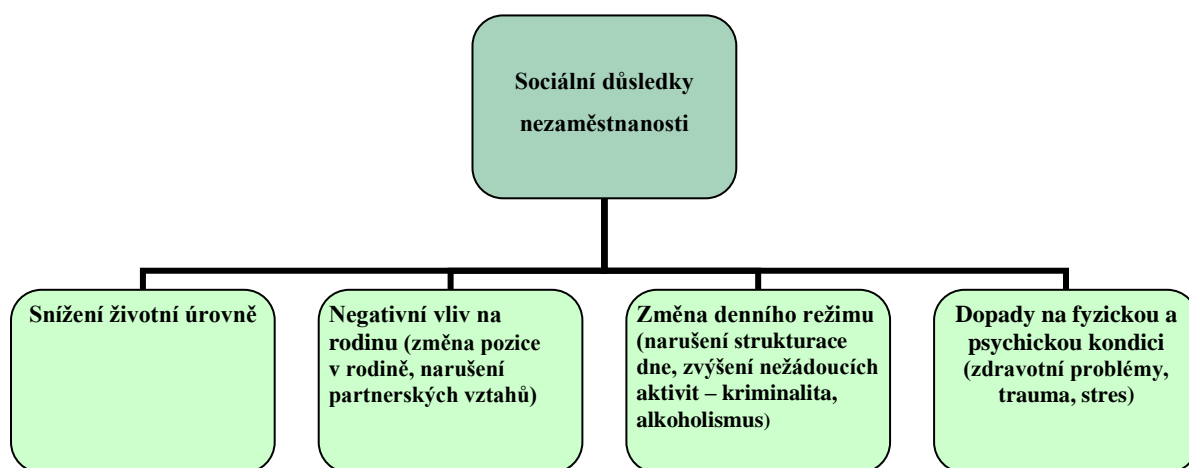 Sociální důsledky
nezaměstnanosti
Snížení životní úrovně
Negativní vliv na
rodinu (změna pozice
v rodině, narušení
partnerských vztahů)
Změna denního režimu
(narušení strukturace
dne, zvýšení nežádoucích
aktivit – kriminalita,
alkoholismus)
Dopady na fyzickou a
psychickou kondici
(zdravotní problémy,
trauma, stres)